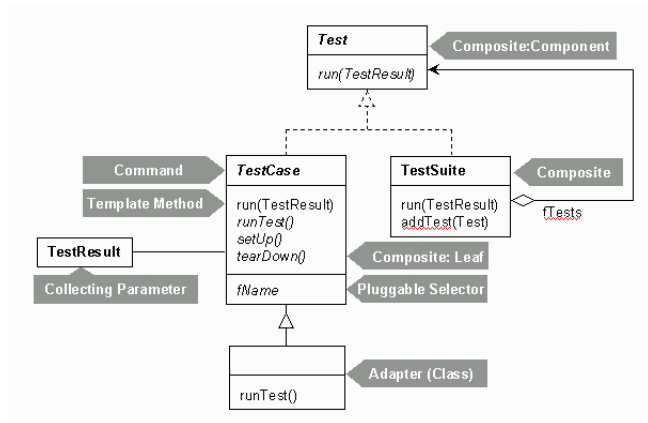 Test
Composite:Component
run(TestResult)
Command
TestCase
TestSuite
Composite
Template Method
run(TestResult)
runTest()
setUp()
tearDown()
run(TestResult)
addTest(Test)
fTests
TestResult
Composite: Leaf
Collecting Parameter
fName
Pluggable Selector
Adapter (Class)
runTest()